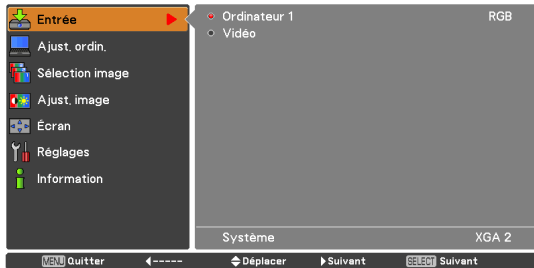 Entrée
Ajust. ordin.
Sélection image
Ajust. image
Écran
Réglages
Information
Ordinateur 1 RGB
Vidéo
Système XGA 2
MENU Quitter ----- Déplacer Suivant SELECT Suivant